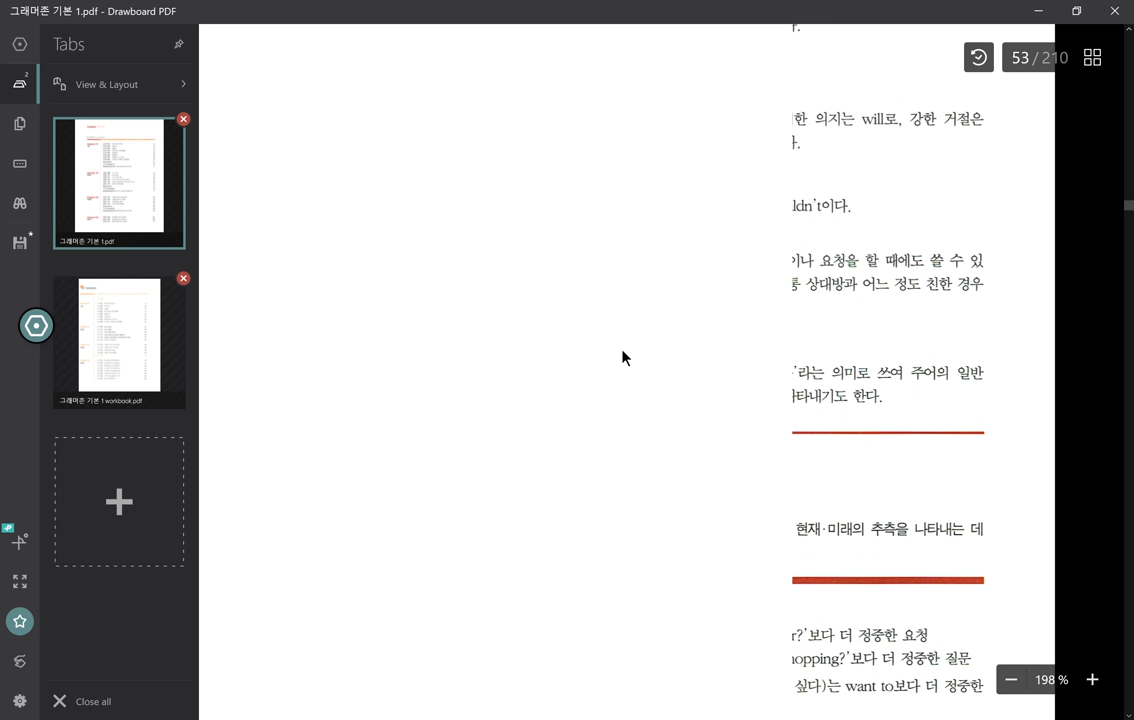 그래머존 기본 1.pdf - Drawboard PDF
Tabs
2
View & Layout
그래머존 기본 1.pdf
그래머존 기본 1 workbook.pdf
Close all
53 / 210
한 의지는 will로, 강한 거절은
ldn't이다.
이나 요청을 할 때에도 쓸 수 있
상대방과 어느 정도 친한 경우
라는 의미로 쓰여 주어의 일반
타내기도 한다.
현재·미래의 추측을 나타내는 데
r?'보다 더 정중한 요청
hopping?'보다 더 정중한 질문
싶다)는 want to보다 더 정중한
198 %